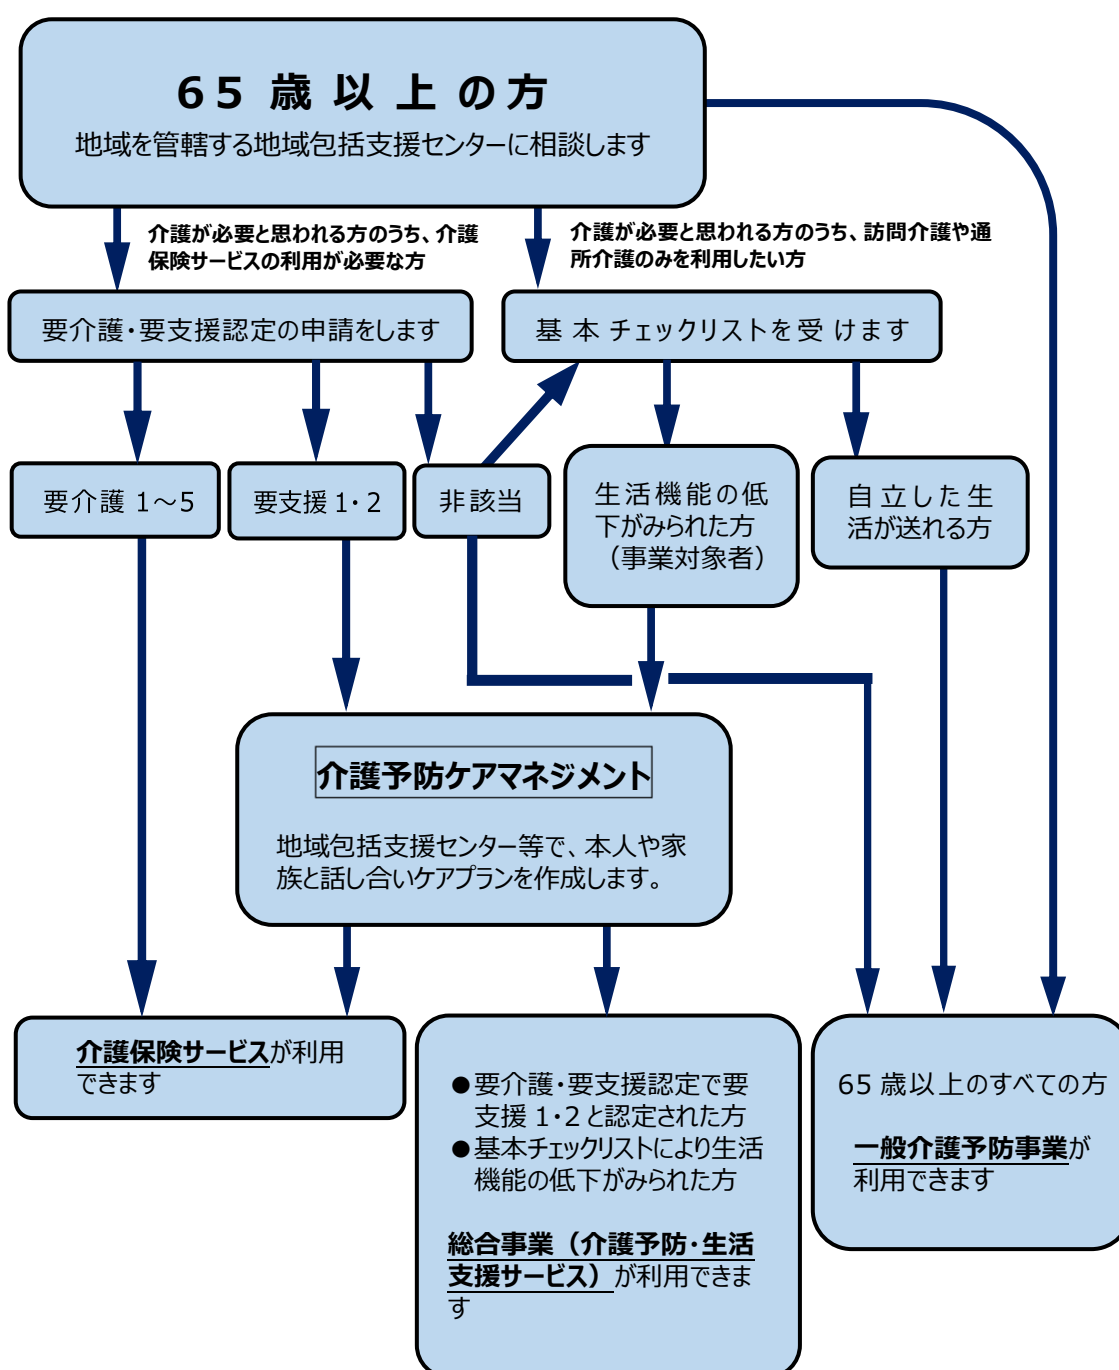 65 歳以上の方
地域を管轄する地域包括支援センターに相談します
介護が必要と思われる方のうち、介護
保険サービスの利用が必要な方
介護が必要と思われる方のうち、訪問介護や通
所介護のみを利用したい方
要介護・要支援認定の申請をします
基本チェックリストを受けます
要介護 1～5
要支援 1・2
非該当
生活機能の低
下がみられた方
（事業対象者）
自立した生
活が送れる方
介護予防ケアマネジメント
地域包括支援センター等で、本人や家
族と話し合いケアプランを作成します。
介護保険サービスが利用
できます
●要介護・要支援認定で要
支援 1・2 と認定された方
●基本チェックリストにより生活
機能の低下がみられた方
総合事業（介護予防・生活
支援サービス）が利用できま
す
65 歳以上のすべての方
一般介護予防事業が
利用できます